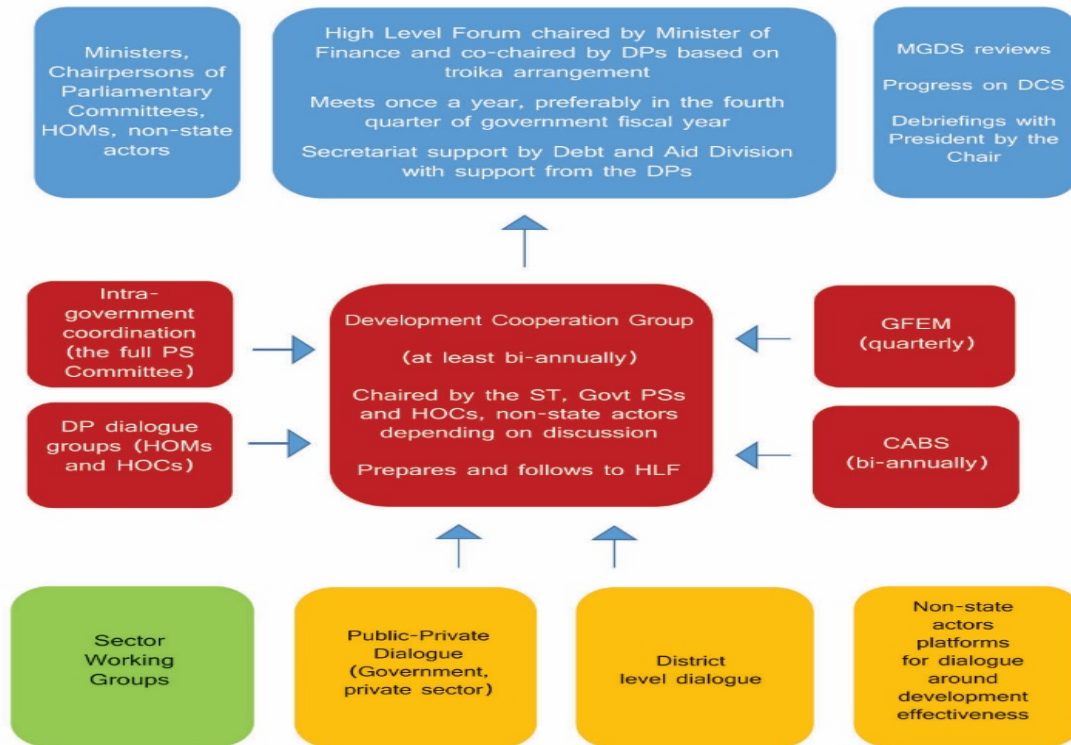 Ministers,
Chairpersons of
Parliamentary
Committees,
HOMs, non-state
actors
High Level Forum chaired by Minister
of Finance and co-chaired by DPs based on
troika arrangement
Meets once a year, preferably in the fourth
quarter of government fiscal year
Secretariat support by Debt and Aid Division
with support from the DPs
MGDS reviews
Progress on DCS
Debriefings with
President by the
Chair
Intra-
government
coordination
(the full PS
Committee)
DP dialogue
groups (HOMs
and HOCs)
Development Cooperation Group
(at least bi-annually)
Chaired by the ST, Govt PSs
and HOCs, non-state actors
depending on discussion
Prepares and follows to HLF
GFEM
(quarterly)
CABS
(bi-annually)
Sector
Working
Groups
Public-Private
Dialogue
(Government,
private sector)
District
level dialogue
Non-state
actors
platforms
for dialogue
around
development
effectiveness